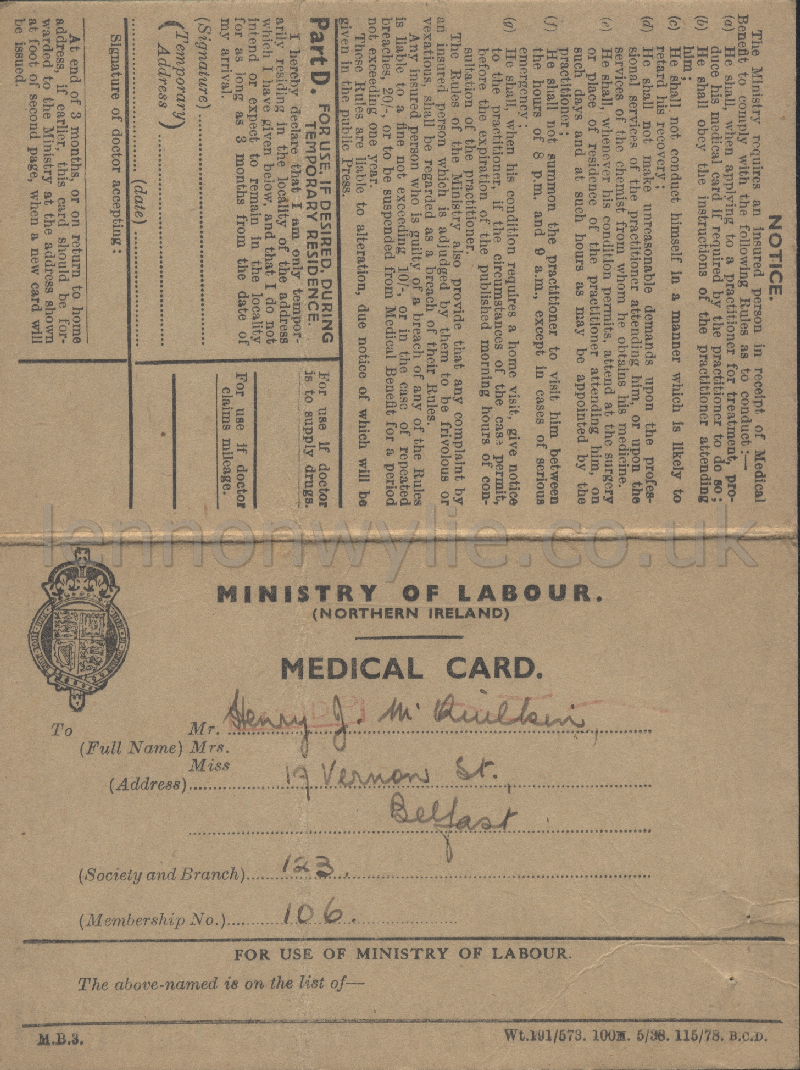 NOTICE.
The Ministry requires an insured person in receipt of Medical
Benefit to comply with the following Rules as to conduct:—
(a) He shall, when applying to a practitioner for treatment, pro-
duce his medical card if required by the practitioner to do so;
(b) He shall obey the instructions of the practitioner attending
him;
(c) He shall not conduct himself in a manner which is likely to
retard his recovery;
(d) He shall not make unreasonable demands upon the profes-
sional services of the practitioner attending him, or upon the
services of the chemist from whom he obtains his medicine.
(e) He shall, whenever his condition permits, attend at the surgery
or place of residence of the practitioner attending him, on
such days and at such hours as may be appointed by the
practitioner;
(f) He shall not summon the practitioner to visit him between
the hours of 8 p.m. and 9 a.m., except in cases of serious
emergency;
(g) He shall, when his condition requires a home visit, give notice
to the practitioner, if the circumstances of the case permit,
before the expiration of the published morning hours of con-
sultation of the practitioner.
The Rules of the Ministry also provide that any complaint by
an insured person which is adjudged by them to be frivolous or
vexatious, shall be regarded as a breach of their Rules.
Any insured person who is guilty of a breach of any of the Rules
is liable to a fine not exceeding 10/-, or in the case of repeated
breaches, 20/-, or to be suspended from Medical Benefit for a period
not exceeding one year.
These Rules are liable to alteration, due notice of which will be
given in the public Press.
Part D. FOR USE, IF DESIRED, DURING
TEMPORARY RESIDENCE.
I hereby declare that I am only tempor-
arily residing in the locality of the address
which I have given below, and that I do not
intend or expect to remain in the locality
for as long as 3 months from the date of
my arrival.
(Signature)
(Temporary
Address)
(date)
Signature of doctor accepting:
At end of 3 months, or on return to home
address, if earlier, this card should be for-
warded to the Ministry at the address shown
at foot of second page, when a new card will
be issued.
For use if doctor
is to supply drugs.
For use if doctor
claims mileage.
lennonwylie.co.uk
MINISTRY OF LABOUR.
(NORTHERN IRELAND)
MEDICAL CARD.
To Mr. Henry J. Mc
(Full Name) Mrs.
Miss
(Address) 17 Vernon St.,
Belfast
(Society and Branch) 123.
(Membership No.) 106.
FOR USE OF MINISTRY OF LABOUR.
The above-named is on the list of—
M.B.3. Wt.191/573. 100M. 5/38. 115/78. B.C.D.